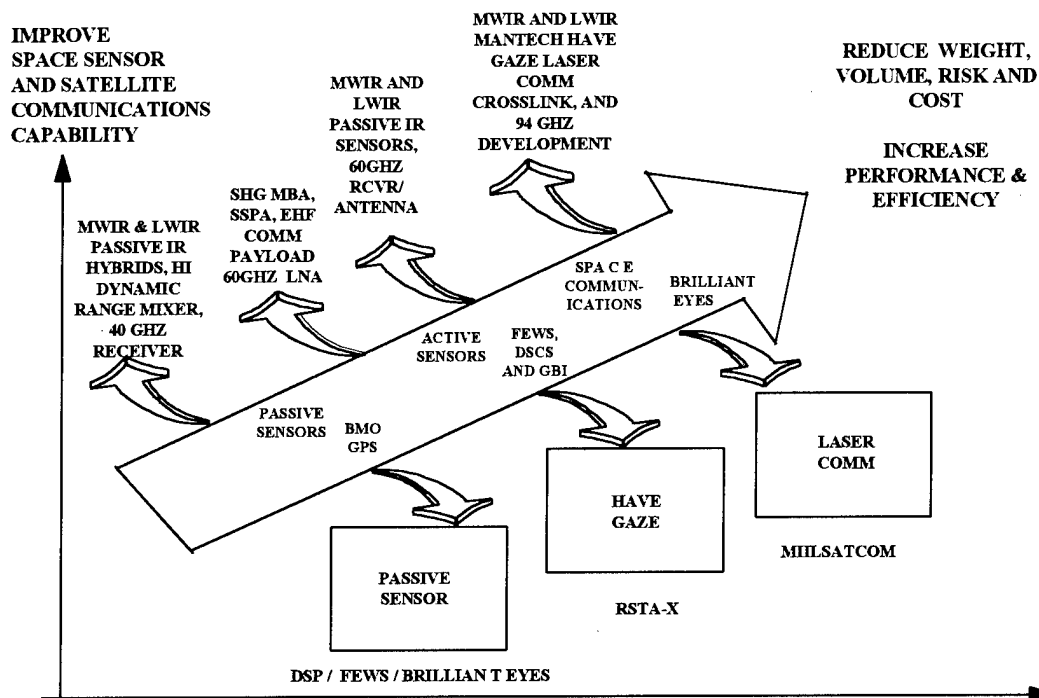 IMPROVE
SPACE SENSOR
AND SATELLITE
COMMUNICATIONS
CAPABILITY
MWIR & LWIR
PASSIVE IR
HYBRIDS, HI
DYNAMIC
RANGE MIXER,
40 GHZ
RECEIVER
SHG MBA,
SSPA, EHF
COMM
PAYLOAD
60GHZ LNA
MWIR AND
LWIR
PASSIVE IR
SENSORS,
60GHZ
RCVR/
ANTENNA
MWIR AND LWIR
MANTECH HAVE
GAZE LASER
COMM
CROSSLINK, AND
94 GHZ
DEVELOPMENT
REDUCE WEIGHT,
VOLUME, RISK AND
COST
INCREASE
PERFORMANCE &
EFFICIENCY
PASSIVE
SENSORS
BMO
GPS
ACTIVE
SENSORS
FEWS,
DSCS
AND GBI
SPA C E
COMMUN-
ICATIONS
BRILLIANT
EYES
PASSIVE
SENSOR
DSP / FEWS / BRILLIAN T EYES
HAVE
GAZE
RSTA-X
LASER
COMM
MIILSATCOM